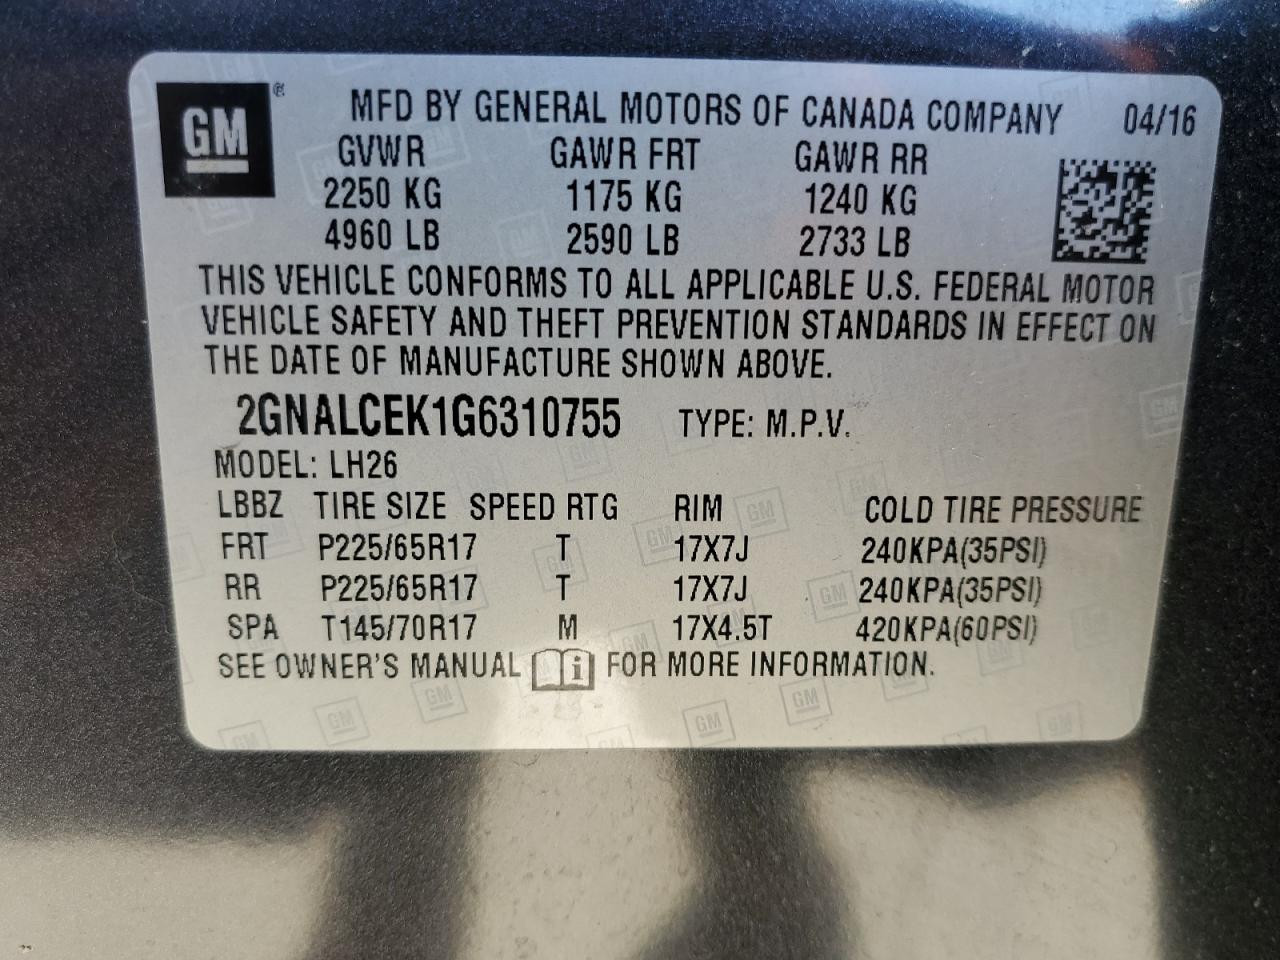 GM®
MFD BY GENERAL MOTORS OF CANADA COMPANY 04/16
GVWR GAWR FRT GAWR RR
2250 KG 1175 KG 1240 KG
4960 LB 2590 LB 2733 LB
THIS VEHICLE CONFORMS TO ALL APPLICABLE U.S. FEDERAL MOTOR
VEHICLE SAFETY AND THEFT PREVENTION STANDARDS IN EFFECT ON
THE DATE OF MANUFACTURE SHOWN ABOVE.
2GNALCEK1G6310755 TYPE: M.P.V.
MODEL: LH26
LBBZ TIRE SIZE SPEED RTG RIM COLD TIRE PRESSURE
FRT P225/65R17 T 17X7J 240KPA(35PSI)
RR P225/65R17 T 17X7J 240KPA(35PSI)
SPA T145/70R17 M 17X4.5T 420KPA(60PSI)
SEE OWNER'S MANUAL i FOR MORE INFORMATION.